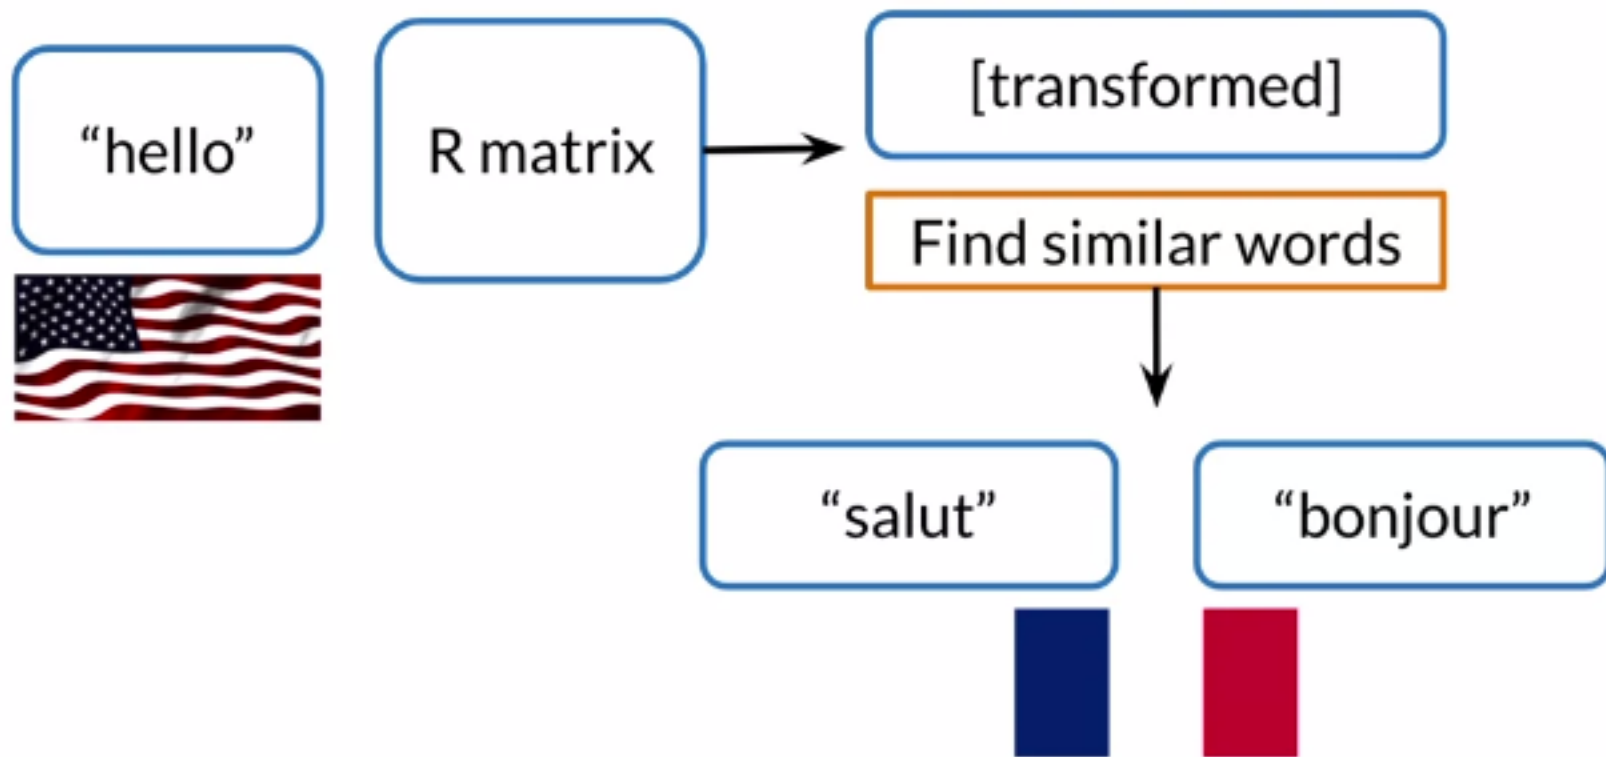 “hello”
R matrix
[transformed]
Find similar words
“salut”
“bonjour”